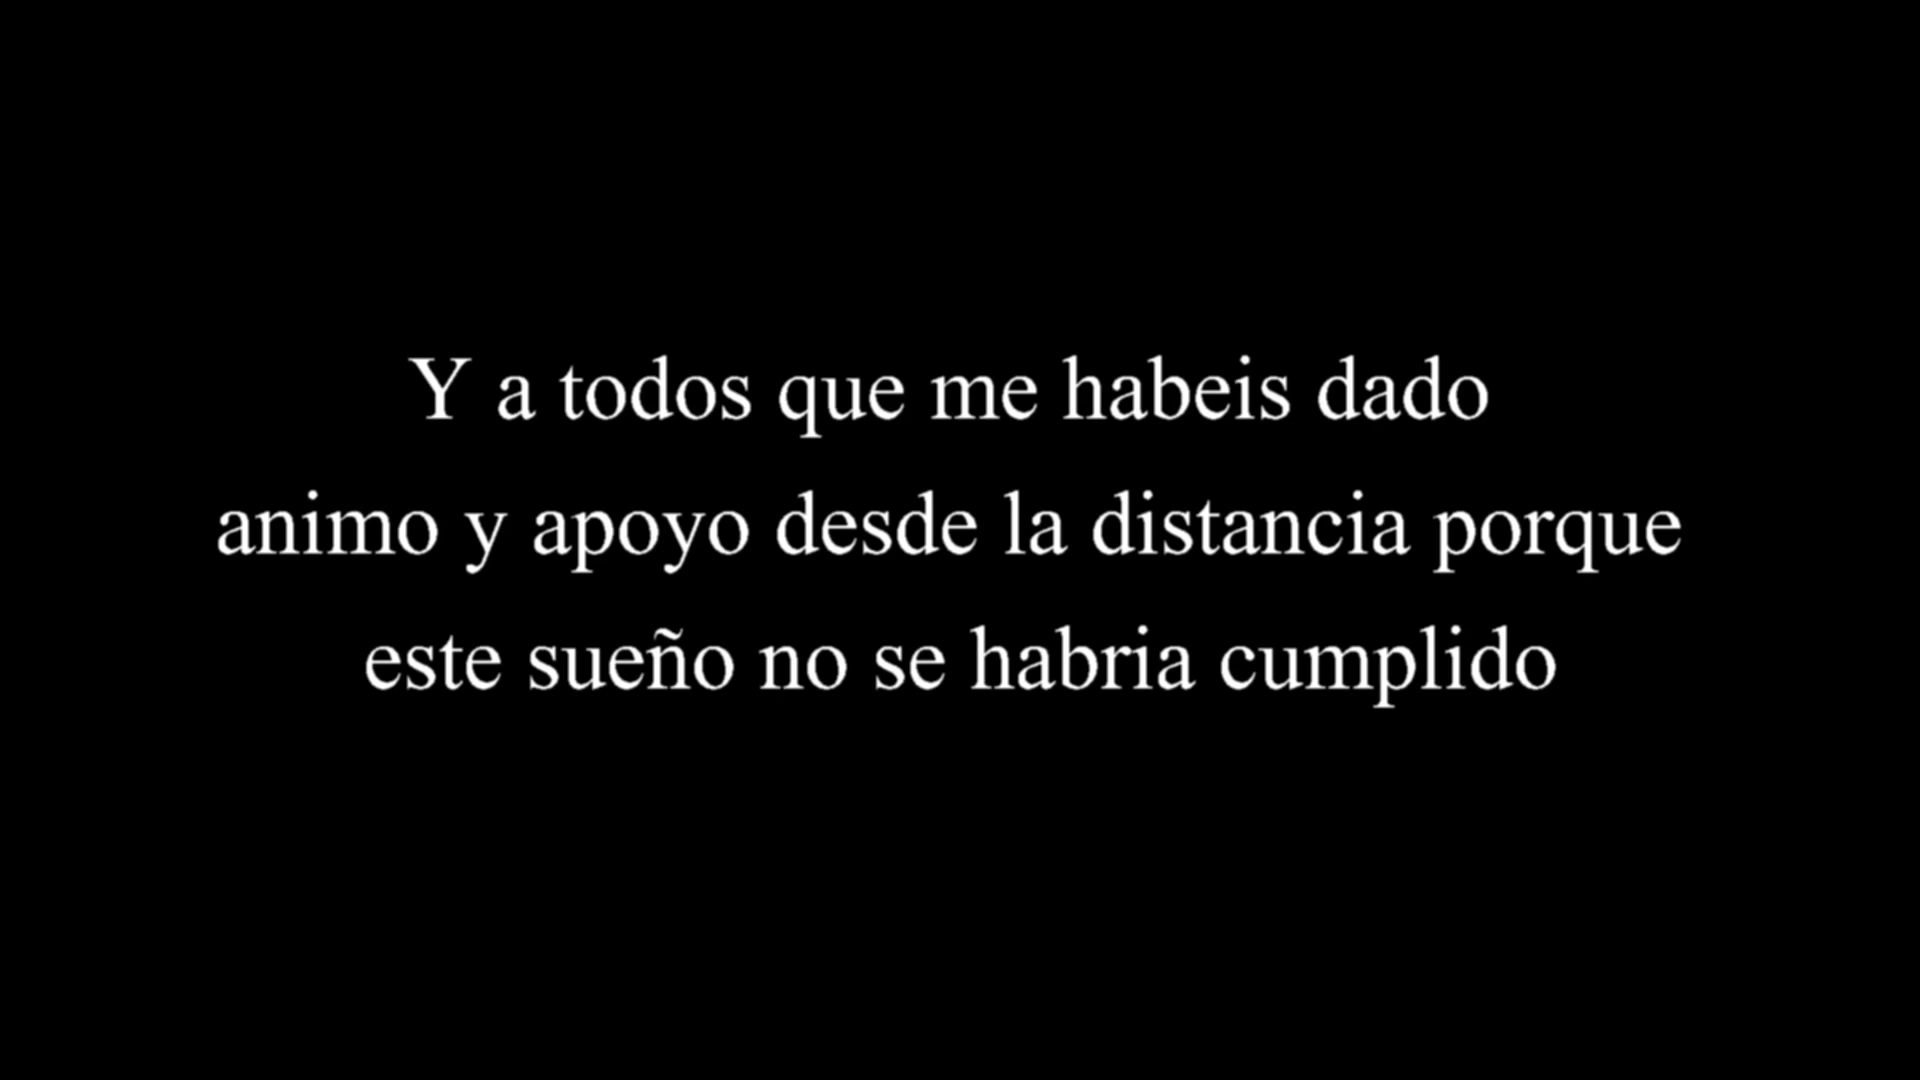 Y a todos que me habeis dado
animo y apoyo desde la distancia porque
este sueño no se habria cumplido